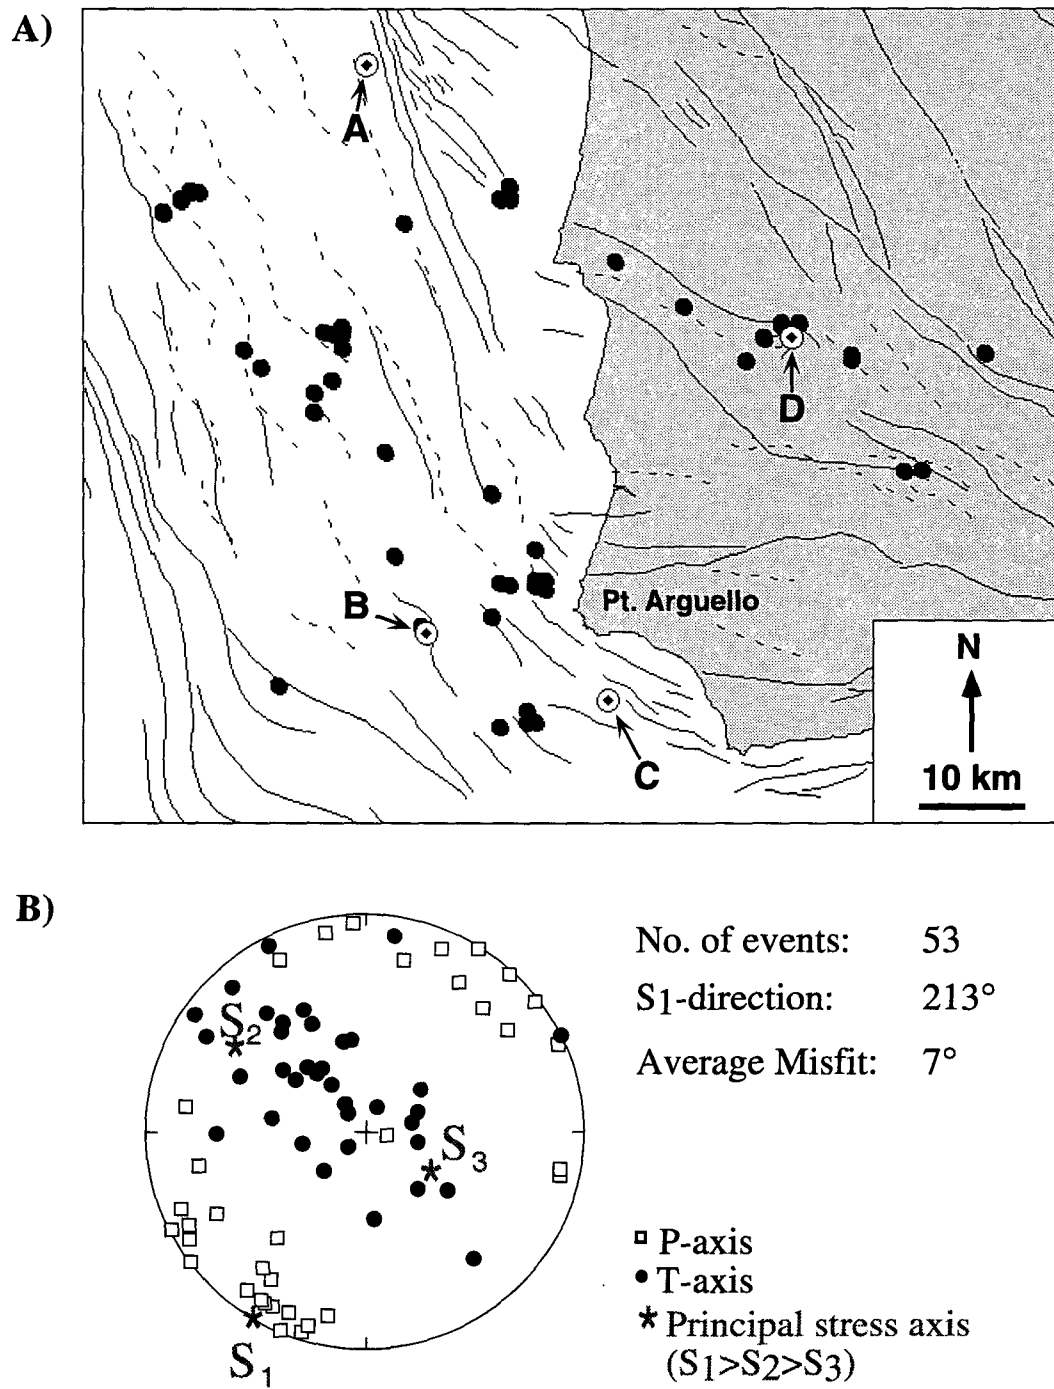 A)
A
D
B
Pt. Arguello
C
N
10 km
B)
No. of events: 53
S1-direction: 213°
Average Misfit: 7°
S2
S3
S1
P-axis
T-axis
Principal stress axis
(S1>S2>S3)